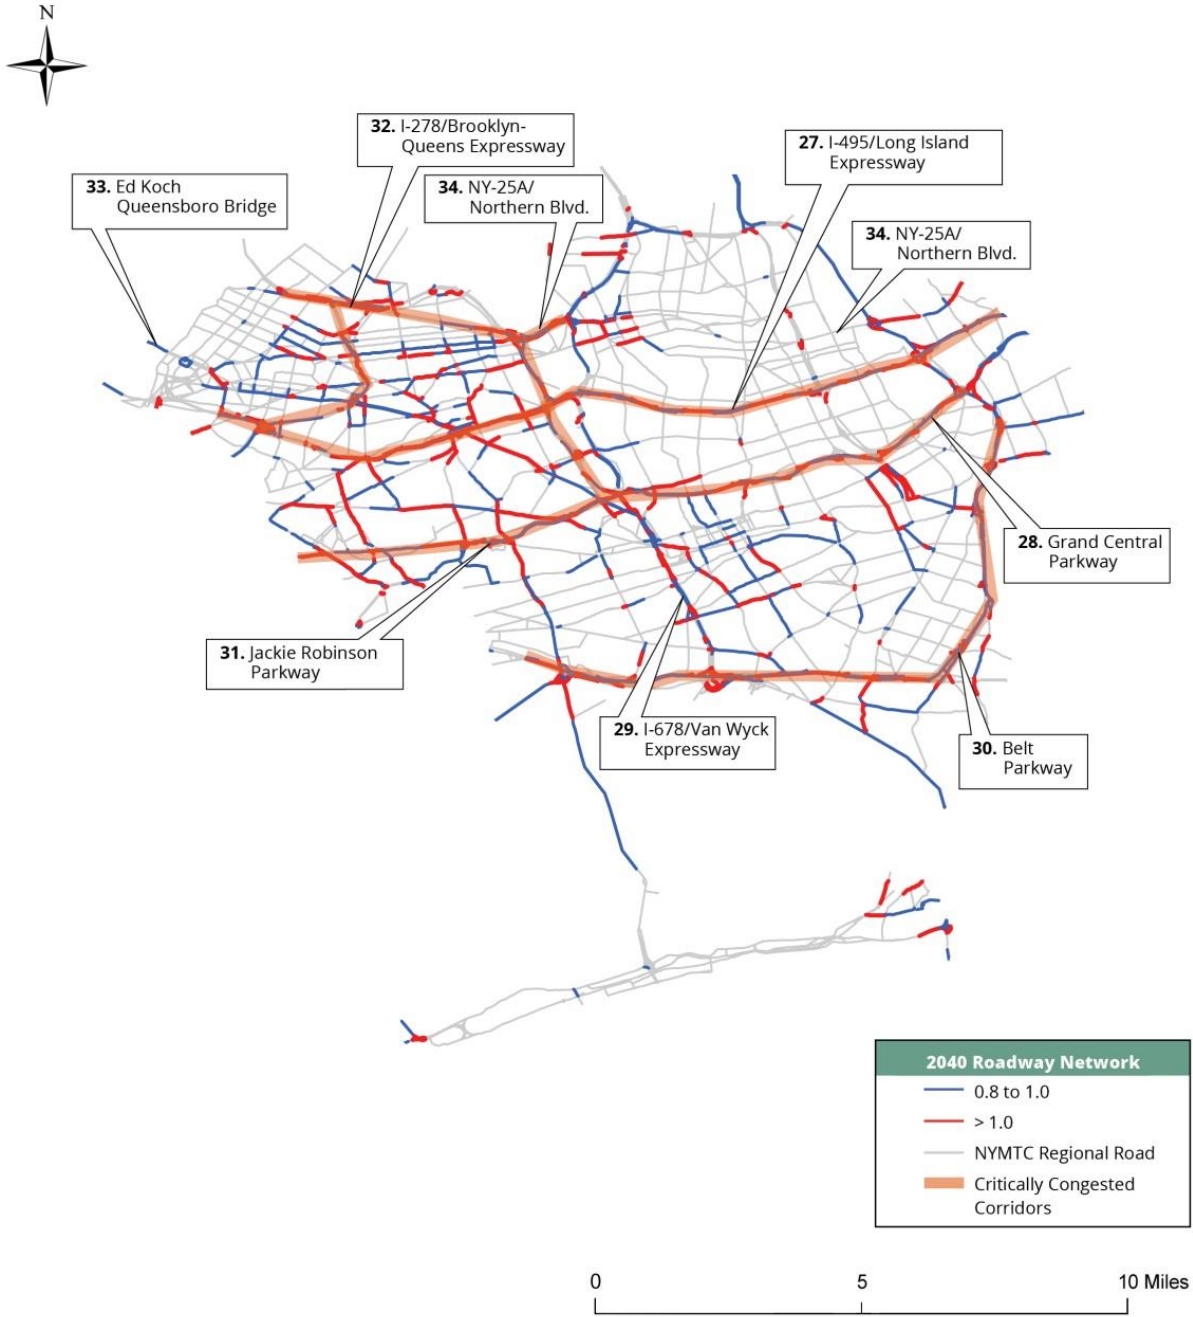 N
32. I-278/Brooklyn-
Queens Expressway
27. I-495/Long Island
Expressway
33. Ed Koch
Queensboro Bridge
34. NY-25A/
Northern Blvd.
34. NY-25A/
Northern Blvd.
28. Grand Central
Parkway
31. Jackie Robinson
Parkway
29. I-678/Van Wyck
Expressway
30. Belt
Parkway
2040 Roadway Network
0.8 to 1.0
> 1.0
NYMTC Regional Road
Critically Congested
Corridors
0 5 10 Miles